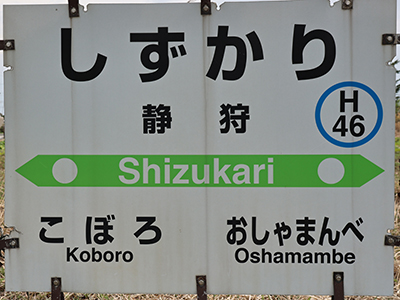 しずかり
静狩
H
46
Shizukari
こぼろ おしゃまんべ
Koboro Oshamambe